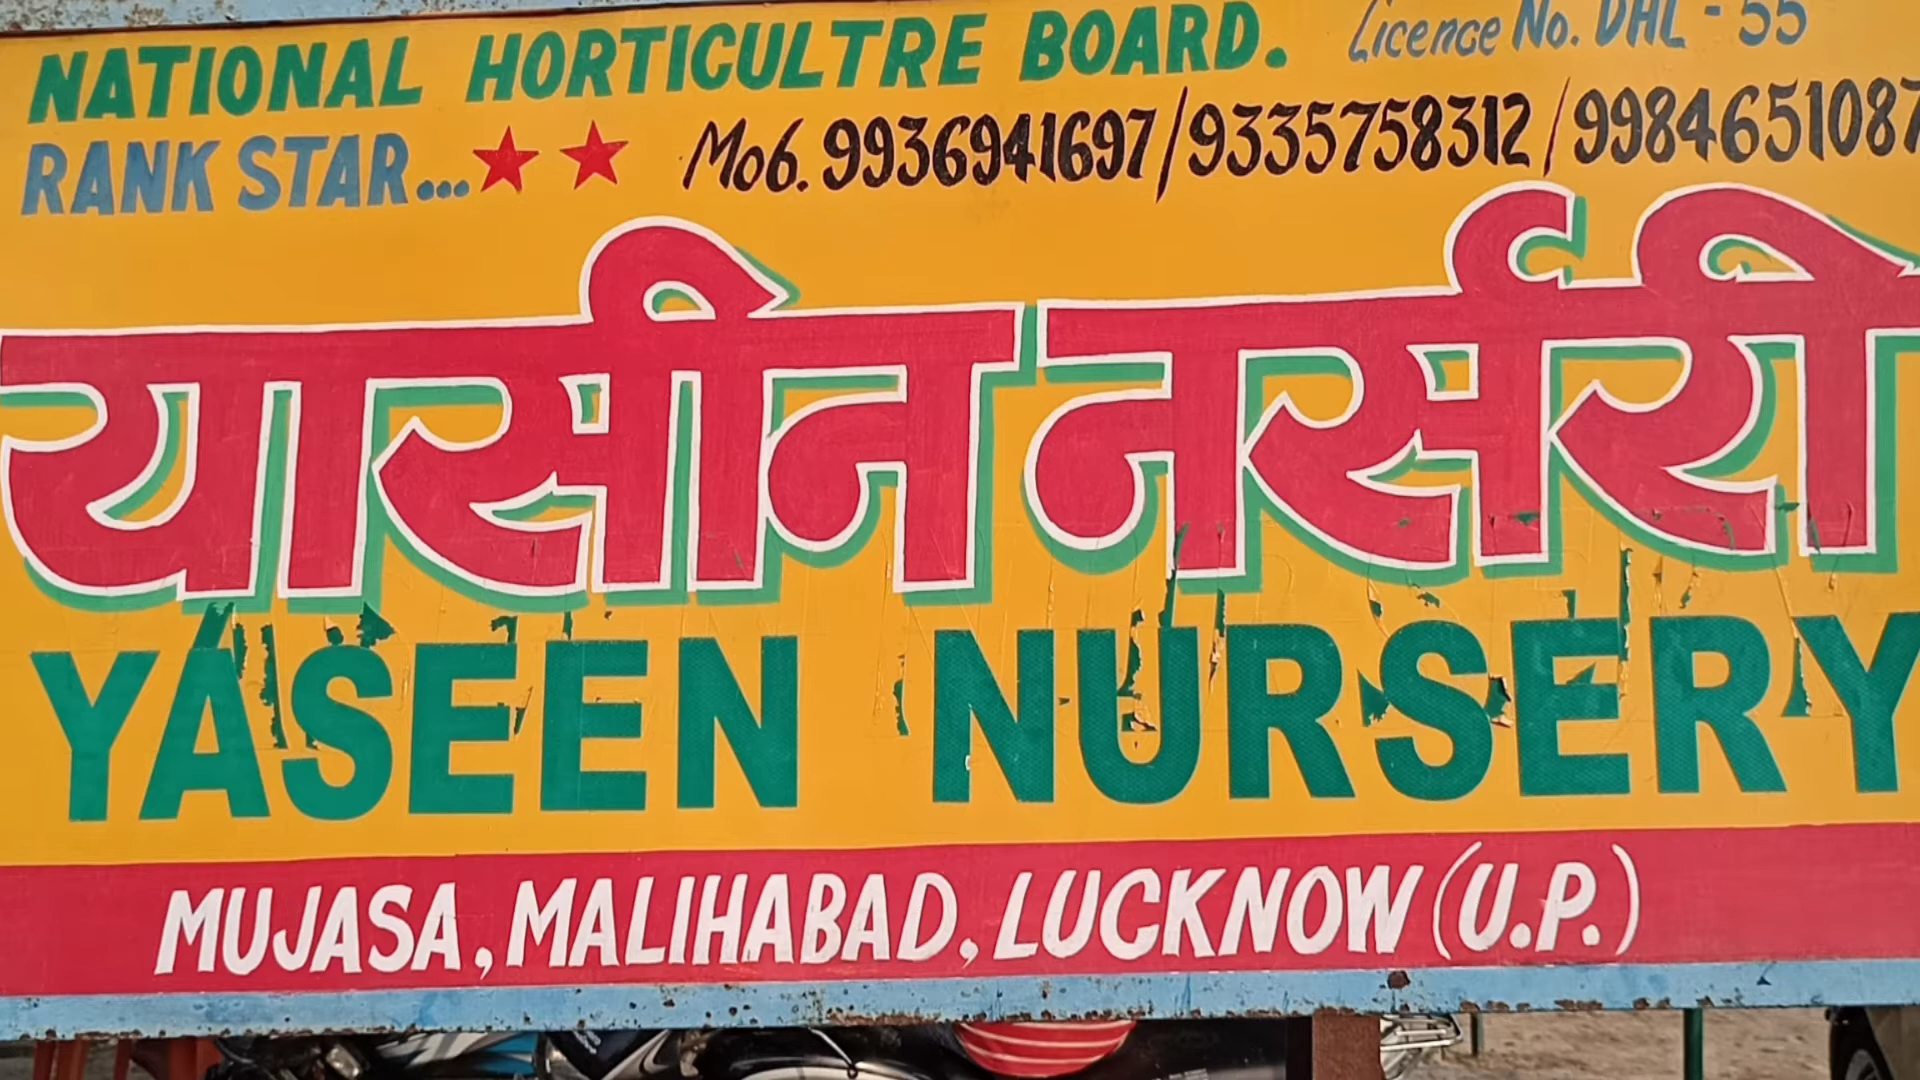 NATIONAL HORTICULTRE BOARD. Licence No. DHL - 55
RANK STAR...★ ★ Mob. 9936941697/9335758312/9984651087
यासीन नर्सरी
YASEEN NURSERY
MUJASA, MALIHABAD, LUCKNOW (U.P.)